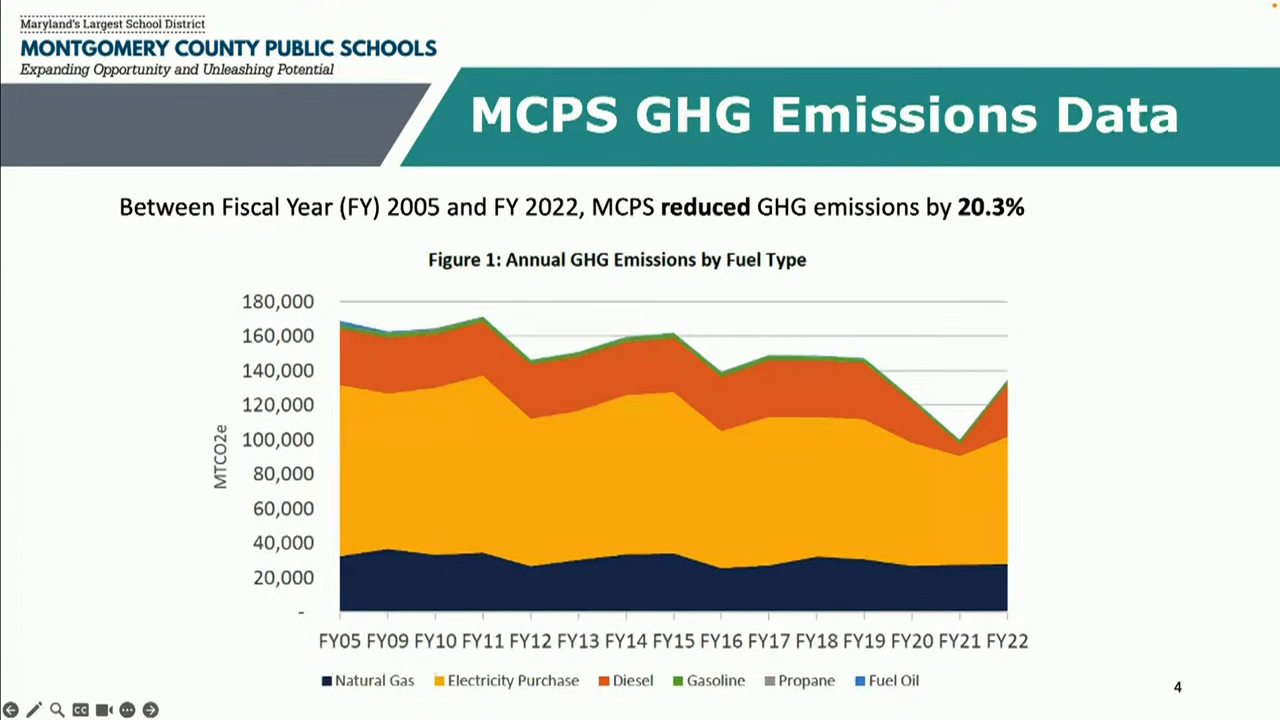 Maryland's Largest School District
MONTGOMERY COUNTY PUBLIC SCHOOLS
Expanding Opportunity and Unleashing Potential
MCPS GHG Emissions Data
Between Fiscal Year (FY) 2005 and FY 2022, MCPS reduced GHG emissions by 20.3%
Figure 1: Annual GHG Emissions by Fuel Type
180,000
160,000
140,000
120,000
100,000
80,000
60,000
40,000
20,000
-
MTCO2e
FY05 FY09 FY10 FY11 FY12 FY13 FY14 FY15 FY16 FY17 FY18 FY19 FY20 FY21 FY22
Natural Gas Electricity Purchase Diesel Gasoline Propane Fuel Oil
4
CC